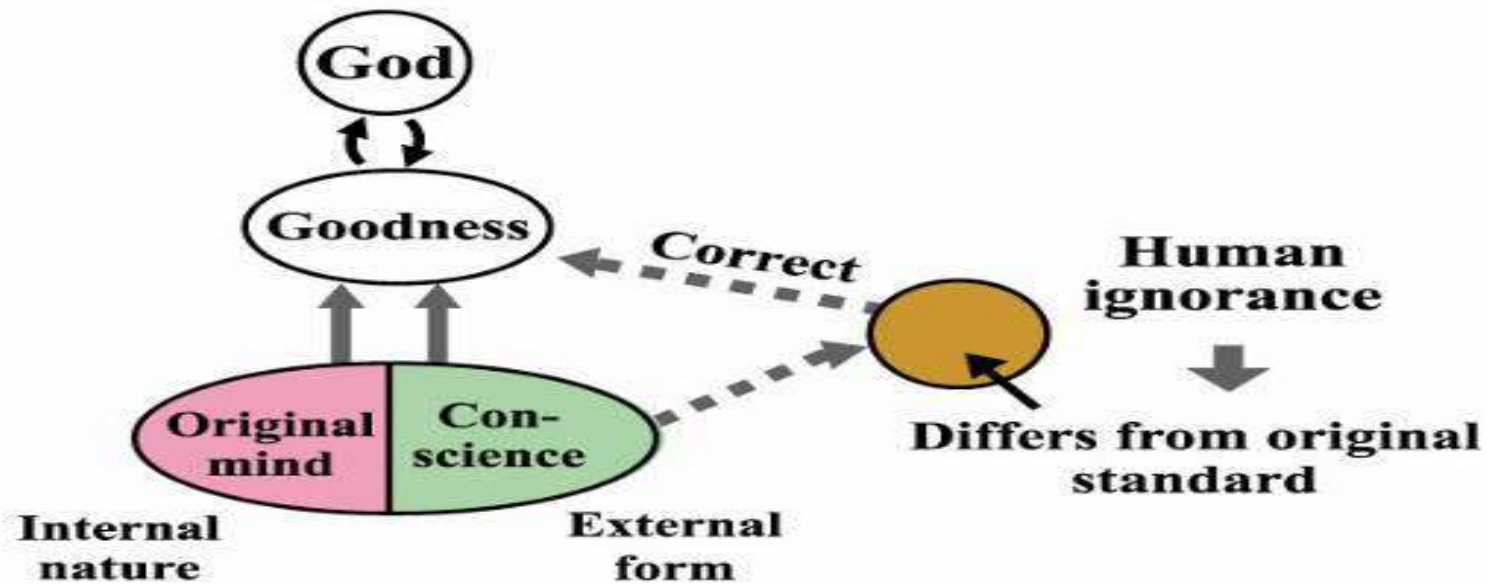 God
Goodness
Correct
Human
ignorance
Original
mind
Con-
science
Differs from original
standard
Internal
nature
External
form